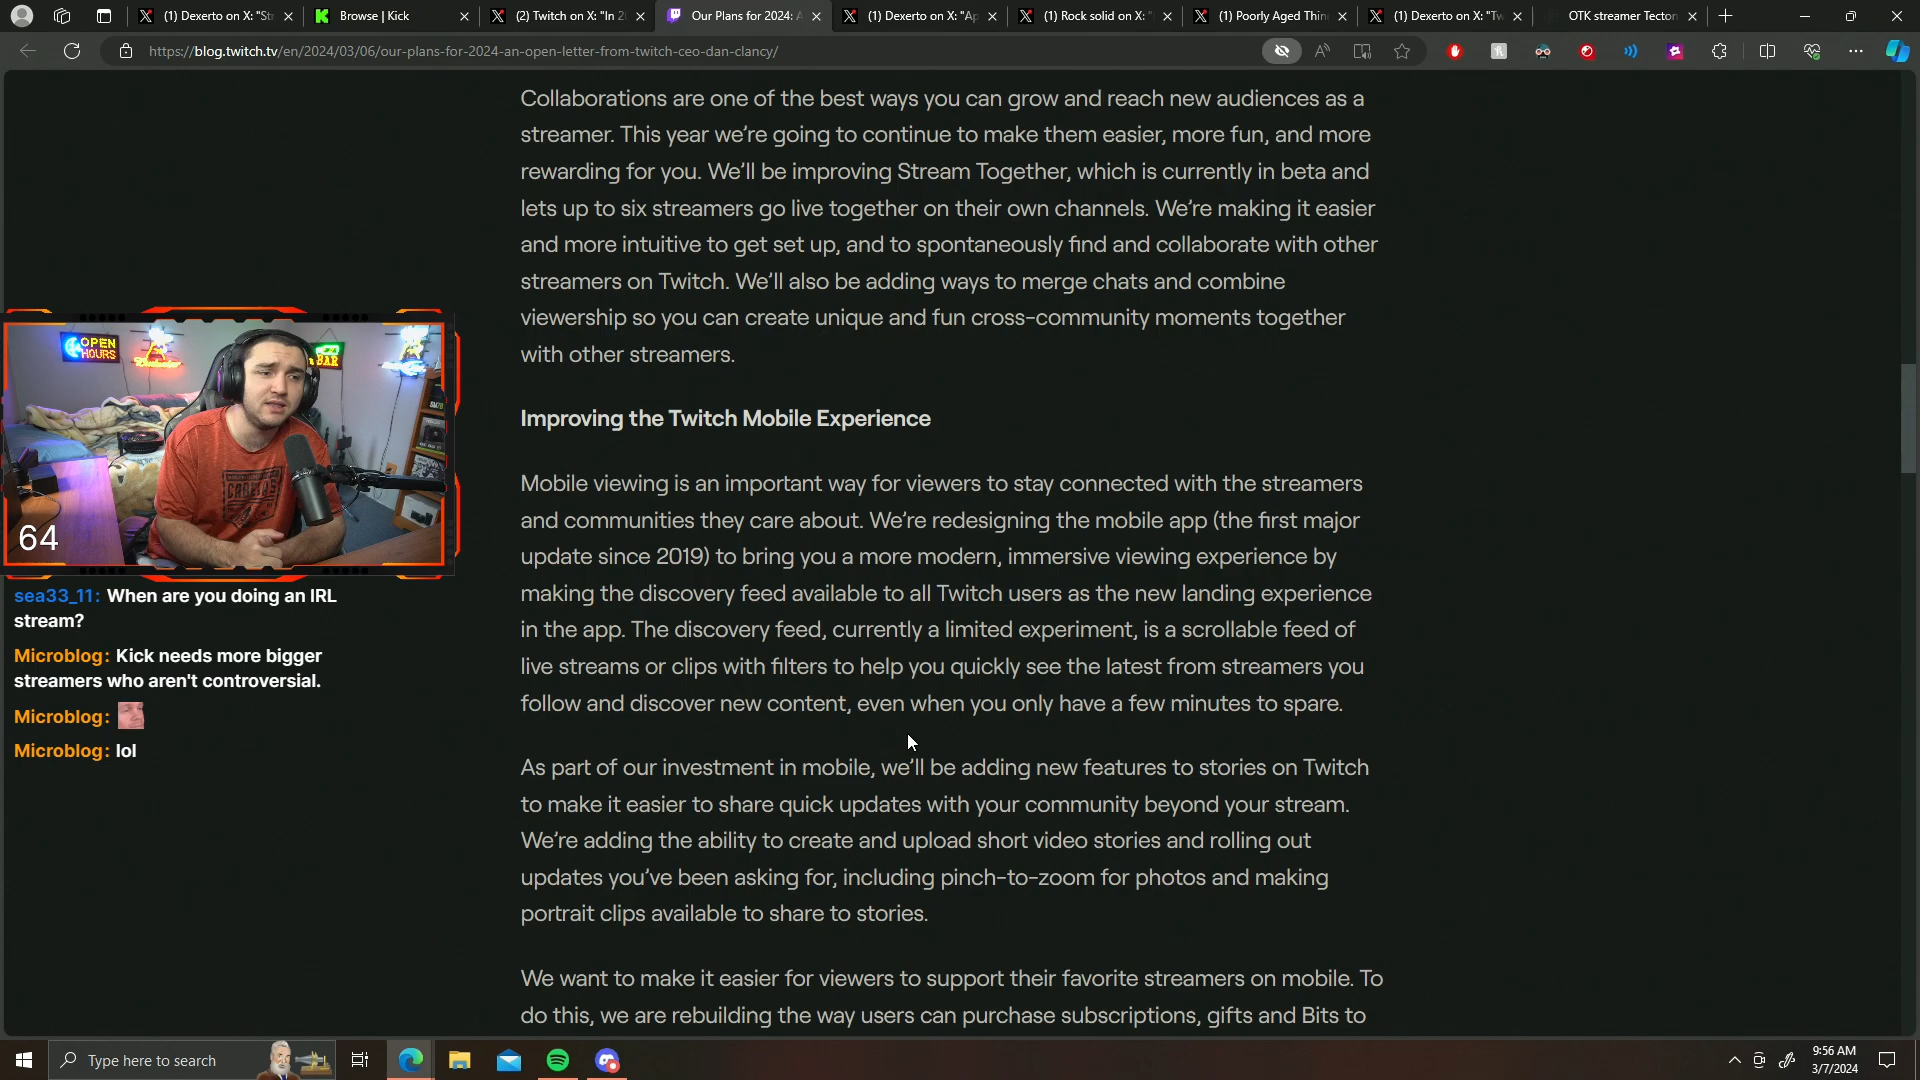 (1) Dexerto on X: "St
Browse | Kick
(2) Twitch on X: "In 2
Our Plans for 2024: A
(1) Dexerto on X: "Ap
(1) Rock solid on X: "
(1) Poorly Aged Thin
(1) Dexerto on X: "Tw
OTK streamer Tecton
https://blog.twitch.tv/en/2024/03/06/our-plans-for-2024-an-open-letter-from-twitch-ceo-dan-clancy/
Collaborations are one of the best ways you can grow and reach new audiences as a
streamer. This year we're going to continue to make them easier, more fun, and more
rewarding for you. We'll be improving Stream Together, which is currently in beta and
lets up to six streamers go live together on their own channels. We're making it easier
and more intuitive to get set up, and to spontaneously find and collaborate with other
streamers on Twitch. We'll also be adding ways to merge chats and combine
viewership so you can create unique and fun cross-community moments together
with other streamers.
Improving the Twitch Mobile Experience
Mobile viewing is an important way for viewers to stay connected with the streamers
and communities they care about. We're redesigning the mobile app (the first major
update since 2019) to bring you a more modern, immersive viewing experience by
making the discovery feed available to all Twitch users as the new landing experience
in the app. The discovery feed, currently a limited experiment, is a scrollable feed of
live streams or clips with filters to help you quickly see the latest from streamers you
follow and discover new content, even when you only have a few minutes to spare.
As part of our investment in mobile, we'll be adding new features to stories on Twitch
to make it easier to share quick updates with your community beyond your stream.
We're adding the ability to create and upload short video stories and rolling out
updates you've been asking for, including pinch-to-zoom for photos and making
portrait clips available to share to stories.
We want to make it easier for viewers to support their favorite streamers on mobile. To
do this, we are rebuilding the way users can purchase subscriptions, gifts and Bits to
OPEN
HOURS
BAR
64
sea33_11: When are you doing an IRL
stream?
Microblog: Kick needs more bigger
streamers who aren't controversial.
Microblog:
Microblog: lol
Type here to search
9:56 AM
3/7/2024